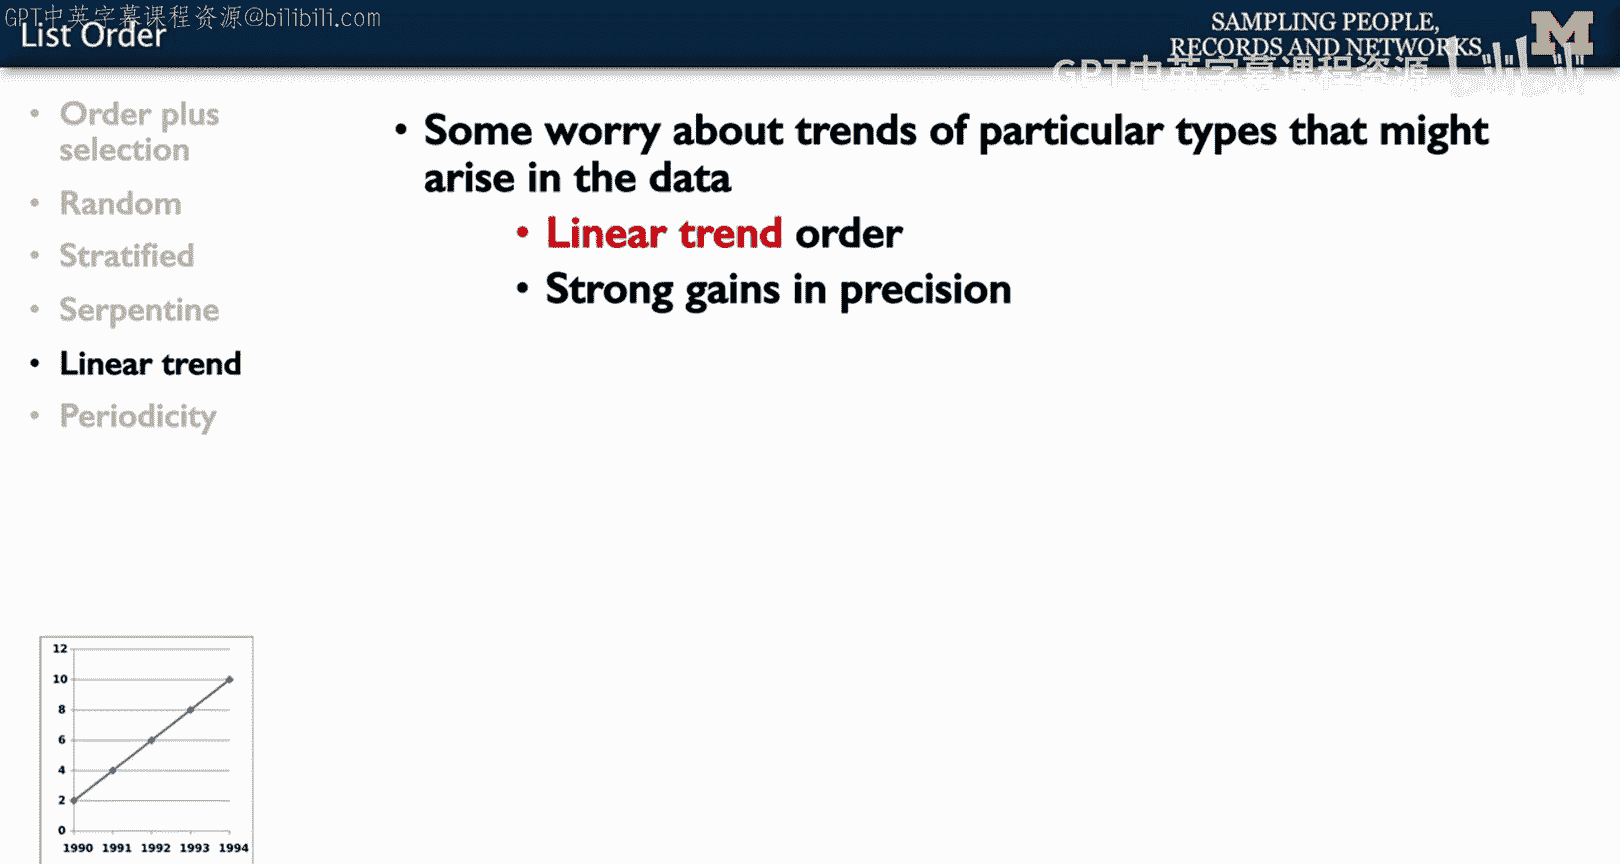 GPT中英字幕课程资源@bilibili.com
List Order
SAMPLING PEOPLE,
RECORDS AND NETWORKS
M
GPT中英字幕课程资源 bilibili
• Order plus
selection
• Random
• Stratified
• Serpentine
• Linear trend
• Periodicity
• Some worry about trends of particular types that might
arise in the data
• Linear trend order
• Strong gains in precision
12
10
8
6
4
2
0
1990 1991 1992 1993 1994